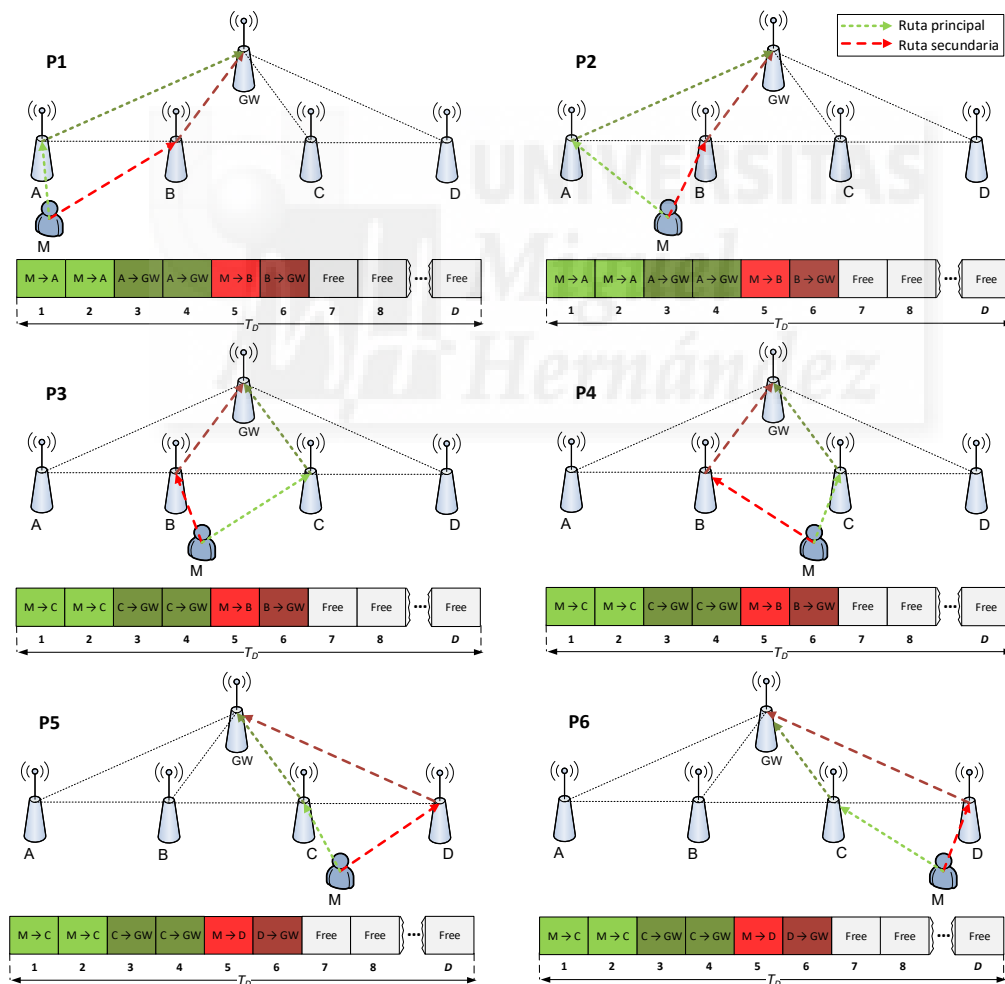 Ruta principal
Ruta secundaria
P1
GW
A
B
C
D
M
M → A M → A A → GW A → GW M → B B → GW Free Free ... Free
1 2 3 4 5 6 7 8 D
T_D
P2
GW
A
B
C
D
M
M → A M → A A → GW A → GW M → B B → GW Free Free ... Free
1 2 3 4 5 6 7 8 D
T_D
UNIVERSITAS
Miguel
Hernández
P3
GW
A
B
C
D
M
M → C M → C C → GW C → GW M → B B → GW Free Free ... Free
1 2 3 4 5 6 7 8 D
T_D
P4
GW
A
B
C
D
M
M → C M → C C → GW C → GW M → B B → GW Free Free ... Free
1 2 3 4 5 6 7 8 D
T_D
P5
GW
A
B
C
D
M
M → C M → C C → GW C → GW M → D D → GW Free Free ... Free
1 2 3 4 5 6 7 8 D
T_D
P6
GW
A
B
C
D
M
M → C M → C C → GW C → GW M → D D → GW Free Free ... Free
1 2 3 4 5 6 7 8 D
T_D